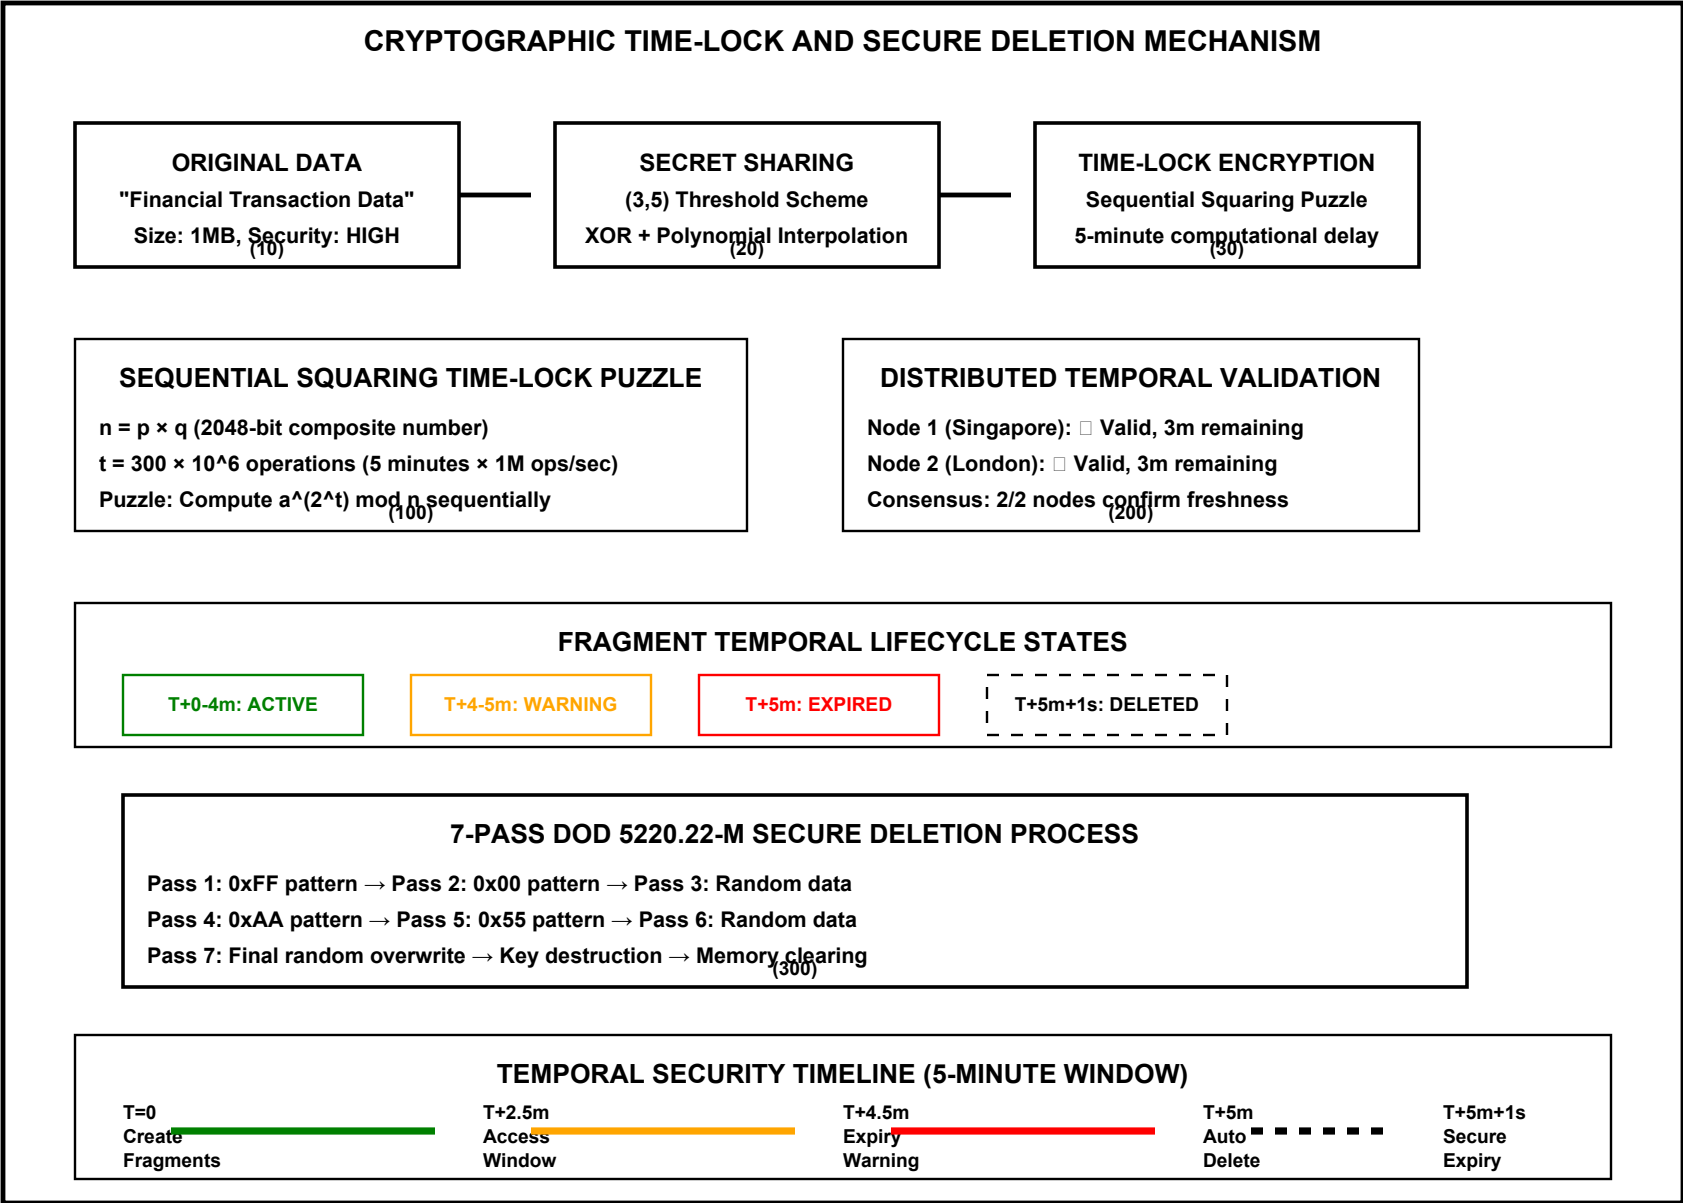 CRYPTOGRAPHIC TIME-LOCK AND SECURE DELETION MECHANISM
ORIGINAL DATA
"Financial Transaction Data"
Size: 1MB, Security: HIGH
(10)
SECRET SHARING
(3,5) Threshold Scheme
XOR + Polynomial Interpolation
(20)
TIME-LOCK ENCRYPTION
Sequential Squaring Puzzle
5-minute computational delay
(30)
SEQUENTIAL SQUARING TIME-LOCK PUZZLE
n = p × q (2048-bit composite number)
t = 300 × 10^6 operations (5 minutes × 1M ops/sec)
Puzzle: Compute a^(2^t) mod n sequentially
(100)
DISTRIBUTED TEMPORAL VALIDATION
Node 1 (Singapore): □ Valid, 3m remaining
Node 2 (London): □ Valid, 3m remaining
Consensus: 2/2 nodes confirm freshness
(200)
FRAGMENT TEMPORAL LIFECYCLE STATES
T+0-4m: ACTIVE
T+4-5m: WARNING
T+5m: EXPIRED
T+5m+1s: DELETED
7-PASS DOD 5220.22-M SECURE DELETION PROCESS
Pass 1: 0xFF pattern → Pass 2: 0x00 pattern → Pass 3: Random data
Pass 4: 0xAA pattern → Pass 5: 0x55 pattern → Pass 6: Random data
Pass 7: Final random overwrite → Key destruction → Memory clearing
(300)
TEMPORAL SECURITY TIMELINE (5-MINUTE WINDOW)
T=0
Create
Fragments
T+2.5m
Access
Window
T+4.5m
Expiry
Warning
T+5m
Auto
Delete
T+5m+1s
Secure
Expiry